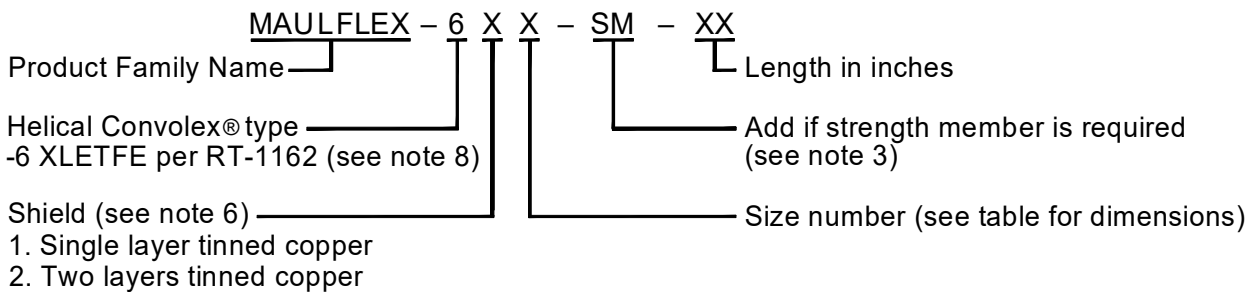 MAULFLEX – 6 X X – SM – XX
Product Family Name
Length in inches
Helical Convolex® type
-6 XLETFE per RT-1162 (see note 8)
Add if strength member is required
(see note 3)
Shield (see note 6)
1. Single layer tinned copper
2. Two layers tinned copper
Size number (see table for dimensions)